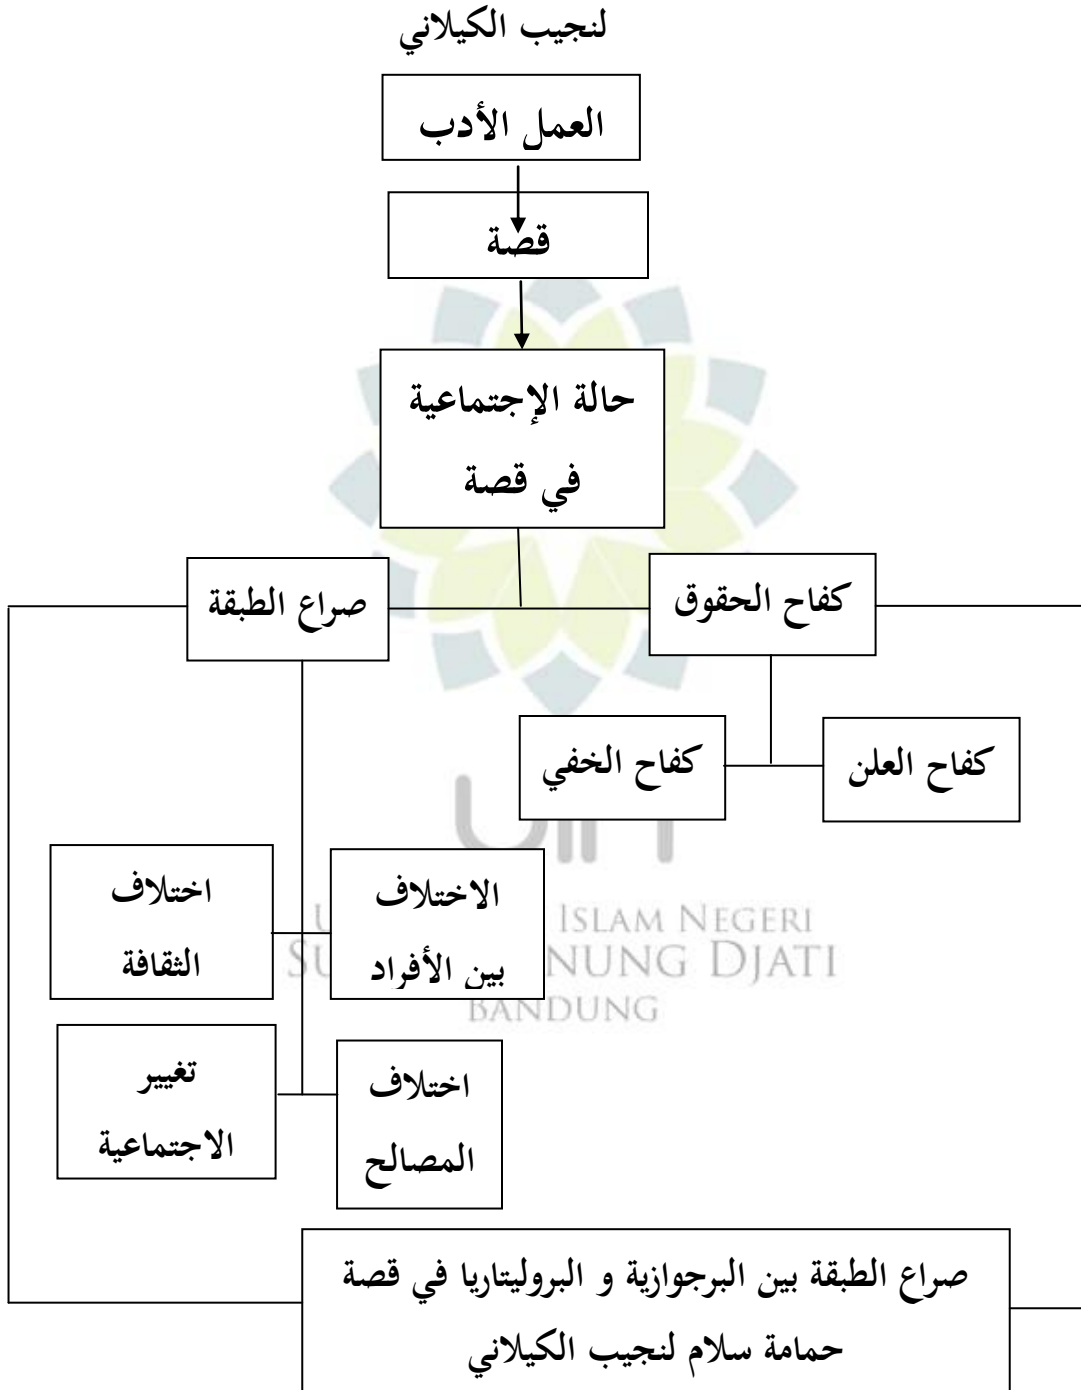 لنجيب الكيلاني
العمل الأدب
قصة
حالة الإجتماعية
في قصة
كفاح الحقوق
صراع الطبقة
كفاح العلن
كفاح الخفي
الاختلاف
بين الأفراد
اختلاف
الثقافة
اختلاف
المصالح
تغيير
الاجتماعية
ISLAM NEGERI
NUNG DJATI
BANDUNG
صراع الطبقة بين البرجوازية و البروليتاريا في قصة
حمامة سلام لنجيب الكيلاني